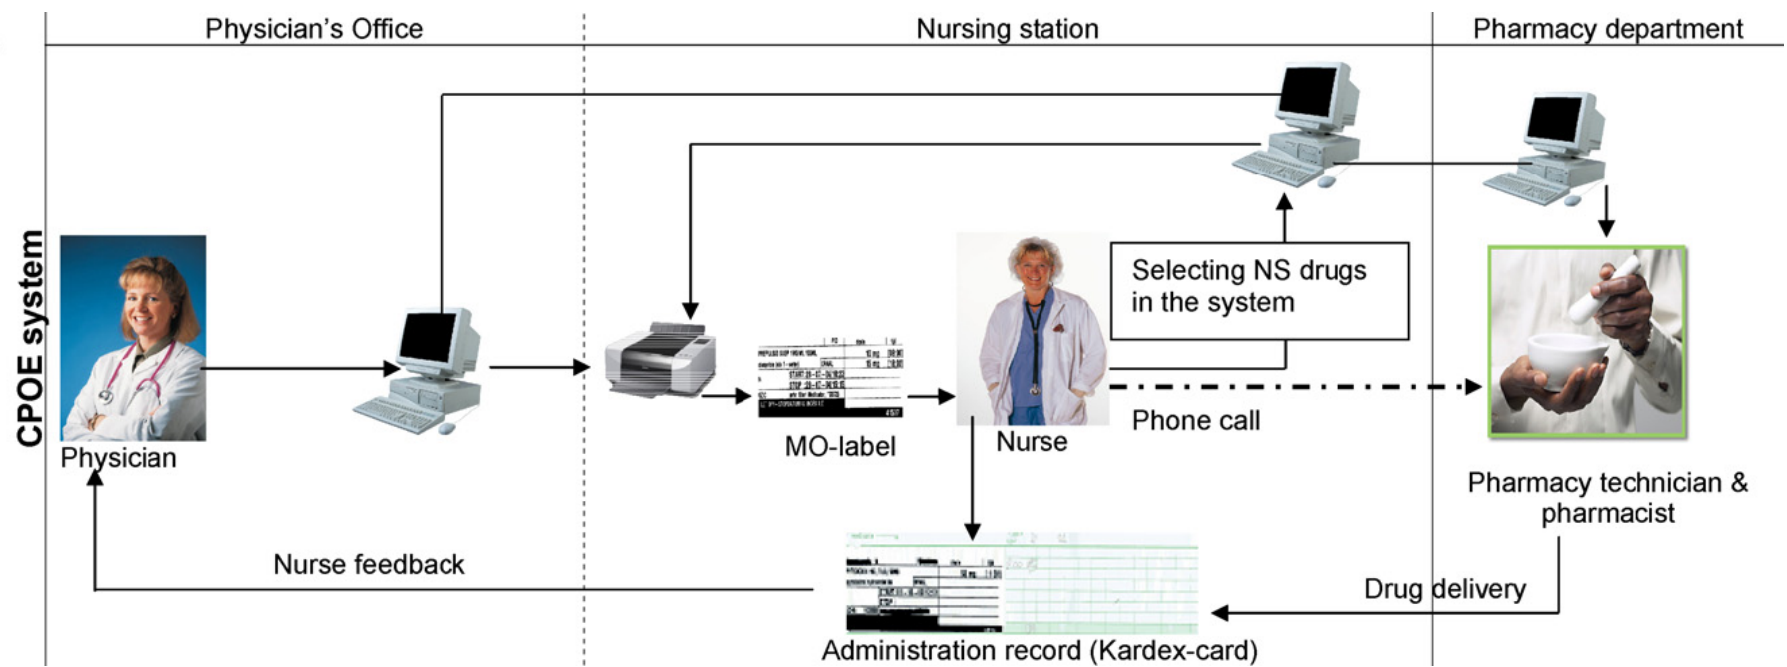 Physician's Office
Nursing station
Pharmacy department
CPOE system
Selecting NS drugs
in the system
Physician
MO-label
Nurse
Phone call
Pharmacy technician &
pharmacist
Nurse feedback
Drug delivery
Administration record (Kardex-card)